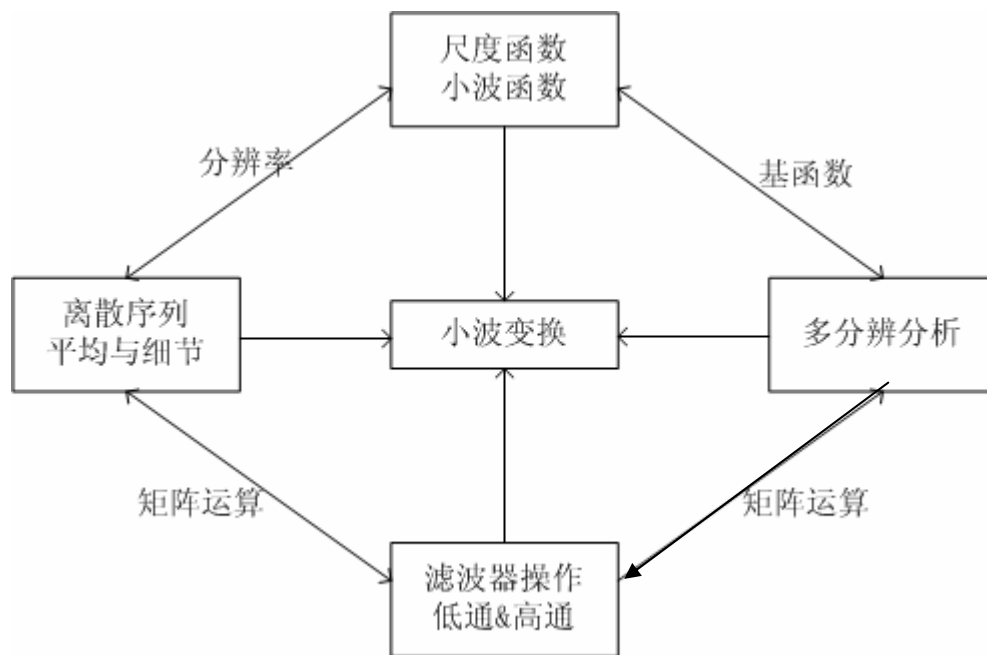 尺度函数
小波函数
分辨率
基函数
离散序列
平均与细节
小波变换
多分辨分析
矩阵运算
矩阵运算
滤波器操作
低通&高通